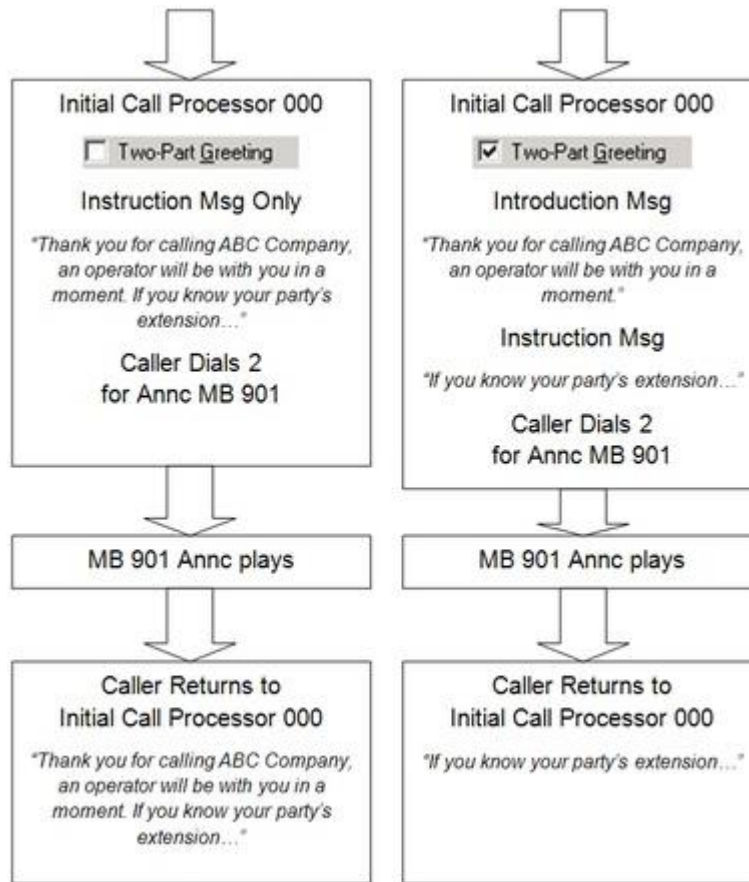 Initial Call Processor 000
Two-Part Greeting
Instruction Msg Only
"Thank you for calling ABC Company,
an operator will be with you in a
moment. If you know your party's
extension…"
Caller Dials 2
for Annc MB 901
MB 901 Annc plays
Caller Returns to
Initial Call Processor 000
"Thank you for calling ABC Company,
an operator will be with you in a
moment. If you know your party's
extension…"
Initial Call Processor 000
Two-Part Greeting
Introduction Msg
"Thank you for calling ABC Company,
an operator will be with you in a
moment."
Instruction Msg
"If you know your party's extension…"
Caller Dials 2
for Annc MB 901
MB 901 Annc plays
Caller Returns to
Initial Call Processor 000
"If you know your party's extension…"